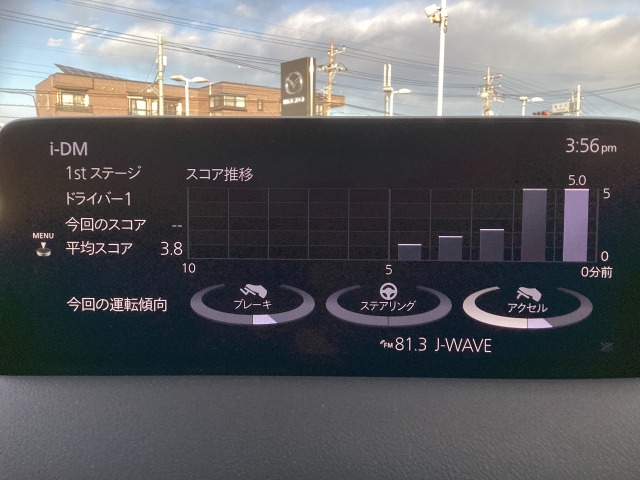 i-DM
3:56pm
1st ステージ
スコア推移
5.0
ドライバー1
5
今回のスコア --
MENU
平均スコア 3.8
0
10
5
0分前
今回の運転傾向
ブレーキ
ステアリング
アクセル
FM 81.3 J-WAVE